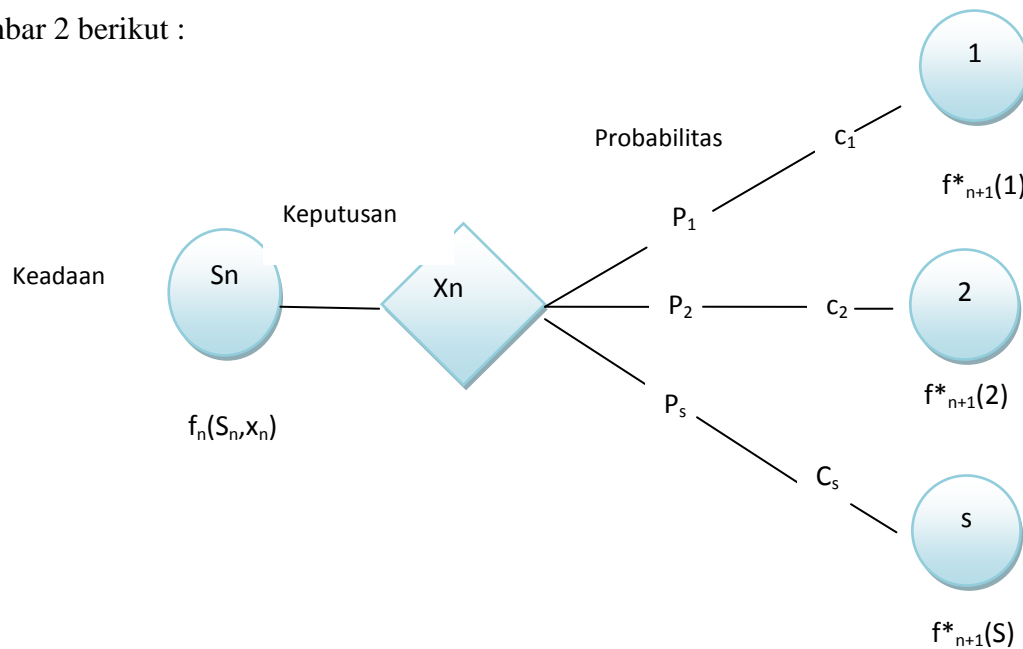 bar 2 berikut :
1
Probabilitas
c₁
f*ₙ₊₁(1)
Keputusan
P₁
Keadaan
Sn
Xn
P₂
c₂
2
f*ₙ₊₁(2)
fₙ(Sₙ,xₙ)
Pₛ
Cₛ
s
f*ₙ₊₁(S)